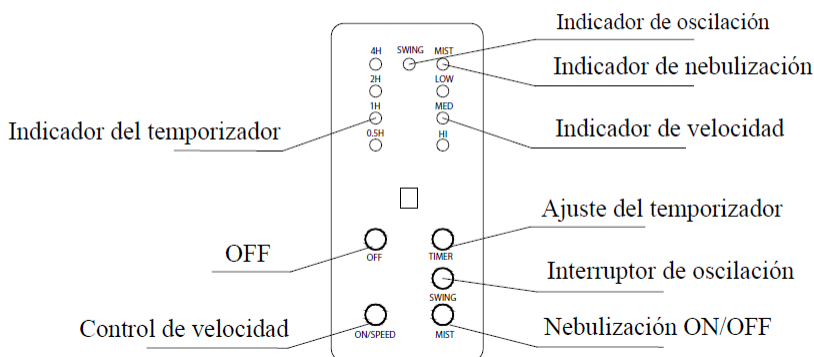 Indicador de oscilación
4H SWING MIST
Indicador de nebulización
2H LOW
1H MED
Indicador del temporizador
Indicador de velocidad
0.5H HI
Ajuste del temporizador
OFF
OFF TIMER
Interruptor de oscilación
SWING
Control de velocidad
Nebulización ON/OFF
ON/SPEED MIST